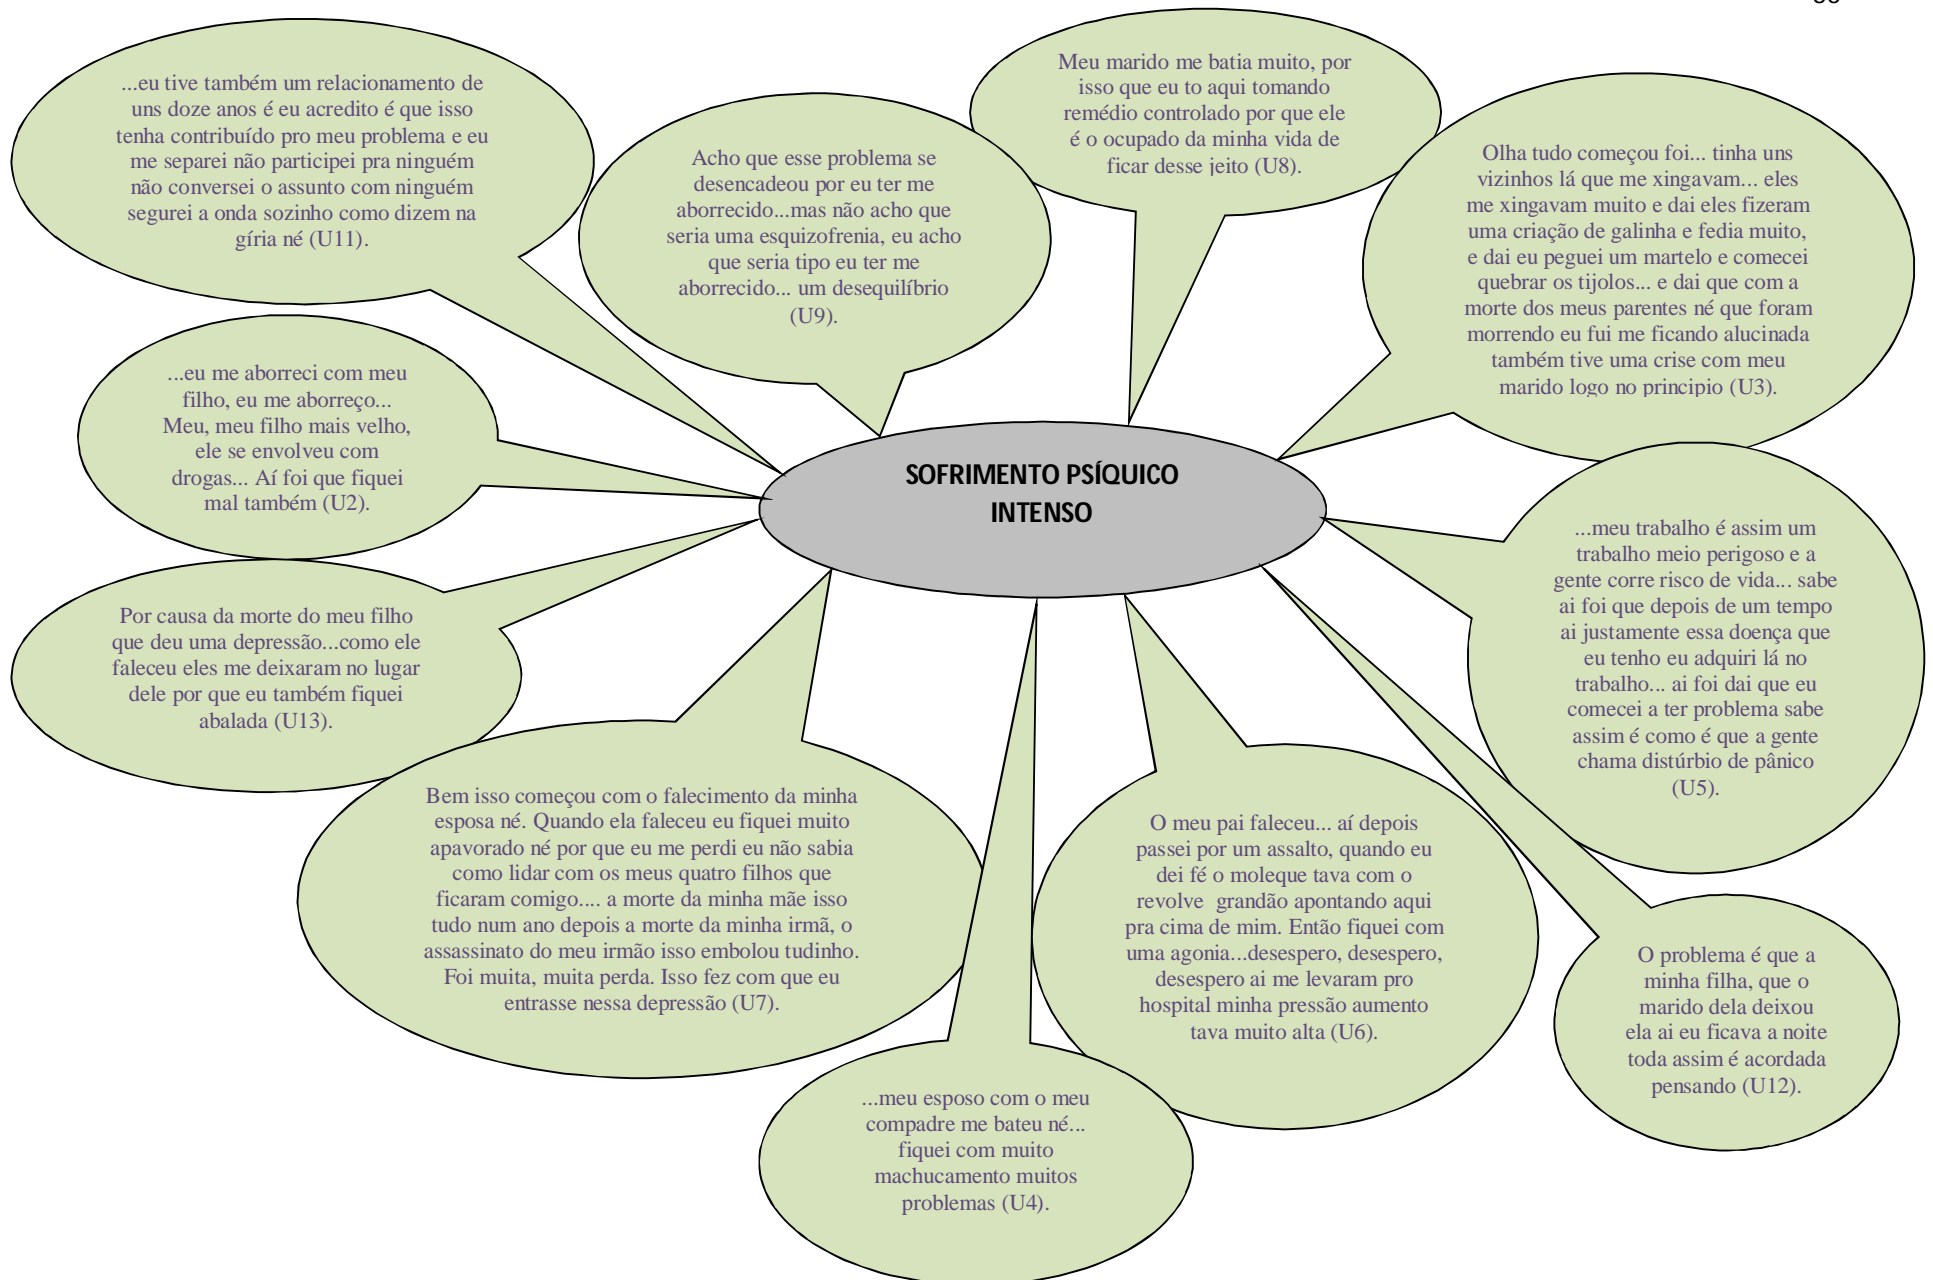 ...eu tive também um relacionamento de
uns doze anos é eu acredito é que isso
tenha contribuído pro meu problema e eu
me separei não participei pra ninguém
não conversei o assunto com ninguém
segurei a onda sozinho como dizem na
gíria né (U11).
Acho que esse problema se
desencadeou por eu ter me
aborrecido...mas não acho que
seria uma esquizofrenia, eu acho
que seria tipo eu ter me
aborrecido... um desequilíbrio
(U9).
Meu marido me batia muito, por
isso que eu to aqui tomando
remédio controlado por que ele
é o ocupado da minha vida de
ficar desse jeito (U8).
Olha tudo começou foi... tinha uns
vizinhos lá que me xingavam... eles
me xingavam muito e dai eles fizeram
uma criação de galinha e fedia muito,
e dai eu peguei um martelo e comecei
quebrar os tijolos... e dai que com a
morte dos meus parentes né que foram
morrendo eu fui me ficando alucinada
também tive uma crise com meu
marido logo no principio (U3).
...eu me aborreci com meu
filho, eu me aborreço...
Meu, meu filho mais velho,
ele se envolveu com
drogas... Aí foi que fiquei
mal também (U2).
SOFRIMENTO PSÍQUICO
INTENSO
...meu trabalho é assim um
trabalho meio perigoso e a
gente corre risco de vida... sabe
ai foi que depois de um tempo
ai justamente essa doença que
eu tenho eu adquiri lá no
trabalho... ai foi dai que eu
comecei a ter problema sabe
assim é como é que a gente
chama distúrbio de pânico
(U5).
Por causa da morte do meu filho
que deu uma depressão...como ele
faleceu eles me deixaram no lugar
dele por que eu também fiquei
abalada (U13).
Bem isso começou com o falecimento da minha
esposa né. Quando ela faleceu eu fiquei muito
apavorado né por que eu me perdi eu não sabia
como lidar com os meus quatro filhos que
ficaram comigo.... a morte da minha mãe isso
tudo num ano depois a morte da minha irmã, o
assassinato do meu irmão isso embolou tudinho.
Foi muita, muita perda. Isso fez com que eu
entrasse nessa depressão (U7).
O meu pai faleceu... aí depois
passei por um assalto, quando eu
dei fé o moleque tava com o
revolve grandão apontando aqui
pra cima de mim. Então fiquei com
uma agonia...desespero, desespero,
desespero ai me levaram pro
hospital minha pressão aumento
tava muito alta (U6).
O problema é que a
minha filha, que o
marido dela deixou
ela ai eu ficava a noite
toda assim é acordada
pensando (U12).
...meu esposo com o meu
compadre me bateu né...
fiquei com muito
machucamento muitos
problemas (U4).